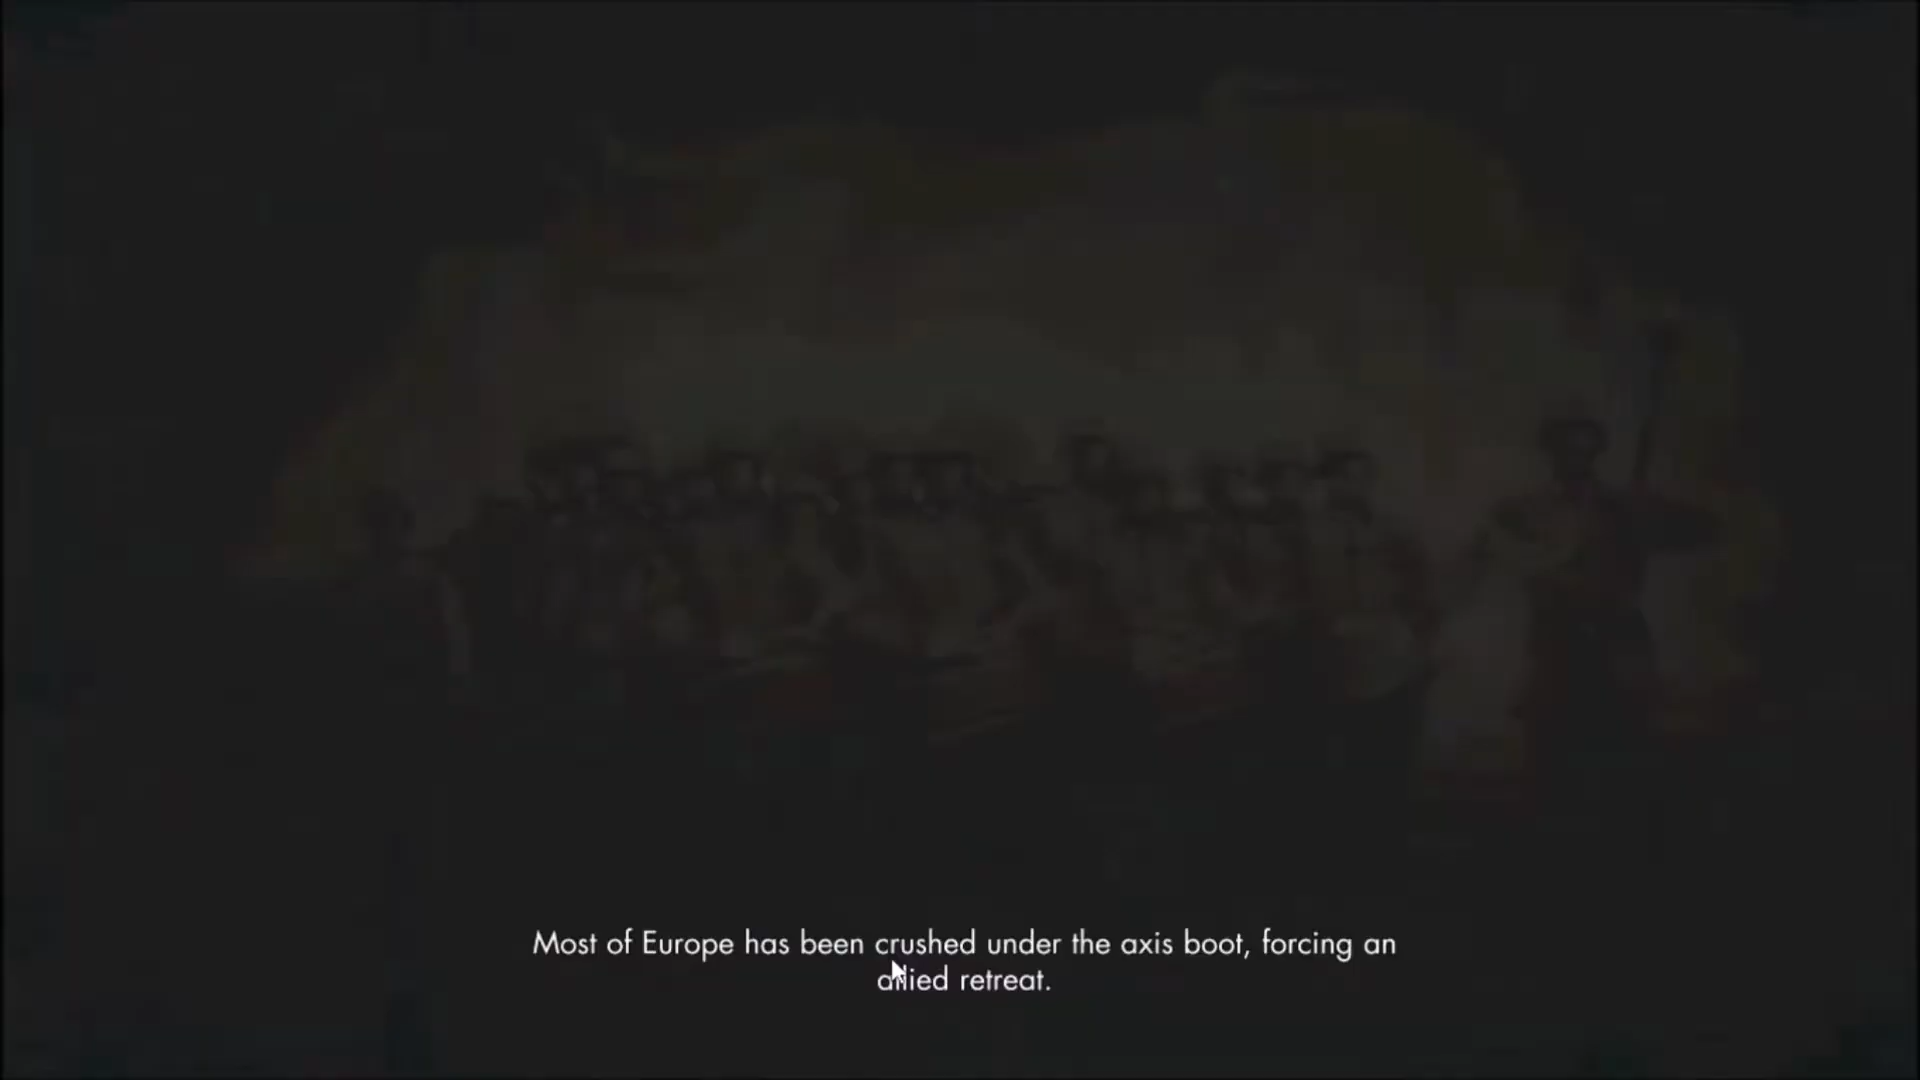 Most of Europe has been crushed under the axis boot, forcing an
allied retreat.